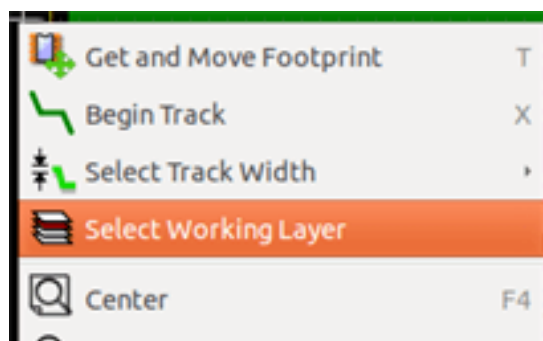 Get and Move Footprint T
Begin Track X
Select Track Width
Select Working Layer
Center F4